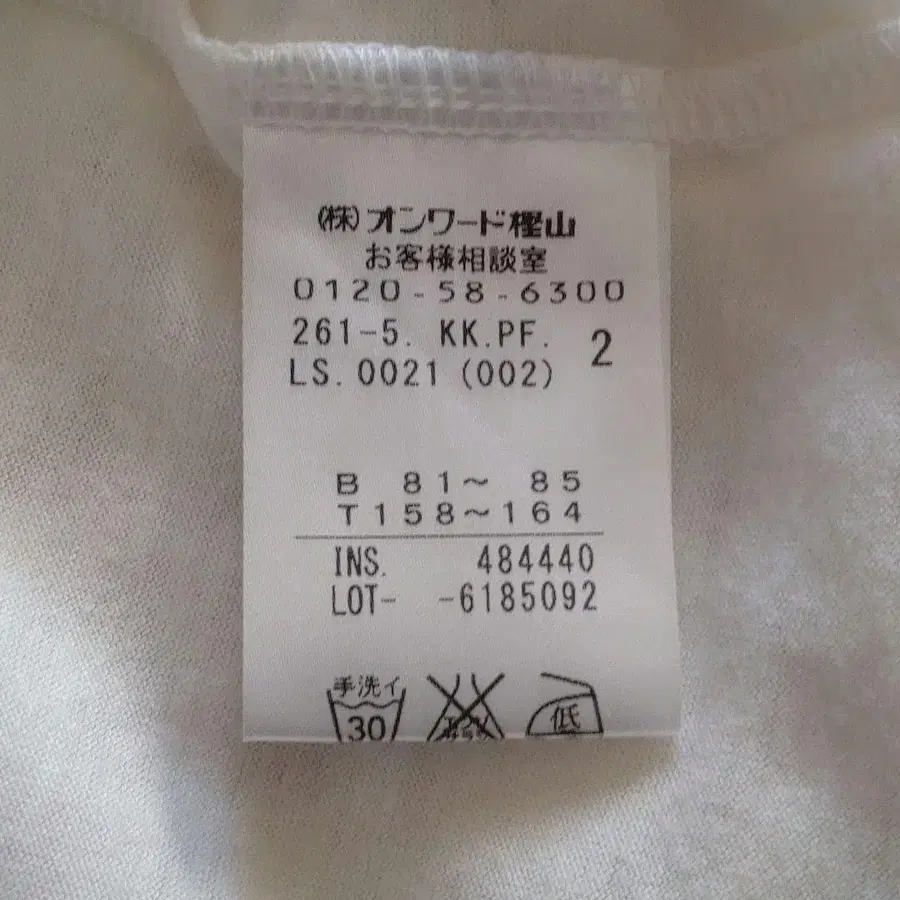 (株)オンワード樫山
お客様相談室
0120-58-6300
261-5. KK.PF. 2
LS.0021 (002)
B 81～ 85
T158～164
INS. 484440
LOT- -6185092
手洗イ
30
低